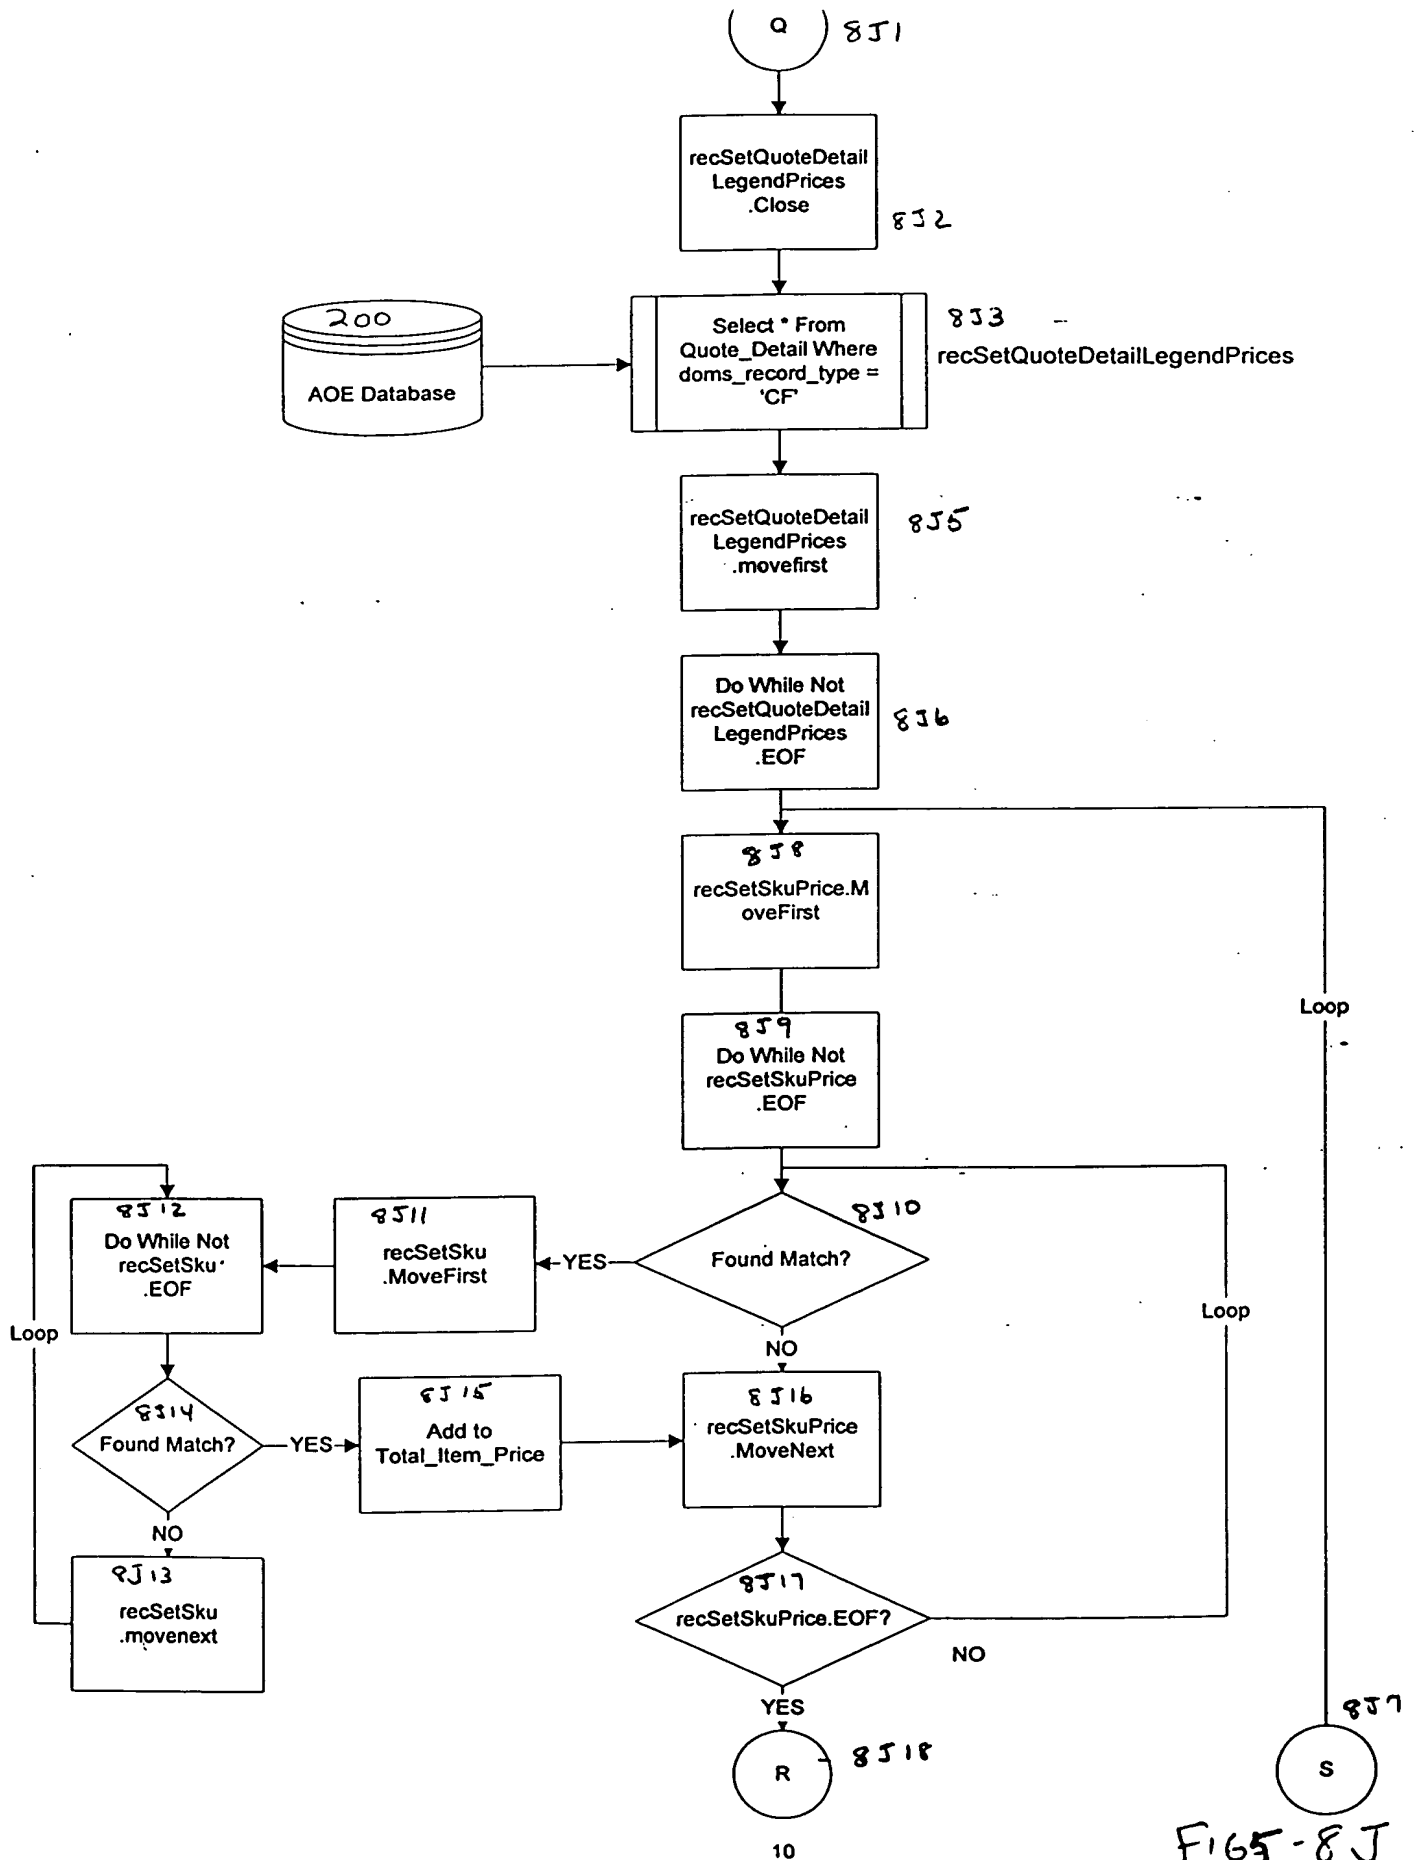 Q
8J1
recSetQuoteDetail
LegendPrices
.Close
8J2
200
AOE Database
Select * From
Quote_Detail Where
doms_record_type =
'CF'
8J3
recSetQuoteDetailLegendPrices
recSetQuoteDetail
LegendPrices
.movefirst
8J5
Do While Not
recSetQuoteDetail
LegendPrices
.EOF
8J6
8J8
recSetSkuPrice.M
oveFirst
Loop
8J9
Do While Not
recSetSkuPrice
.EOF
8J12
Do While Not
recSetSku
.EOF
8J11
recSetSku
.MoveFirst
YES
8J10
Found Match?
Loop
Loop
NO
8J14
Found Match?
YES
8J15
Add to
Total_Item_Price
8J16
recSetSkuPrice
.MoveNext
NO
8J13
recSetSku
.movenext
8J17
recSetSkuPrice.EOF?
NO
YES
R
8J18
8J7
S
10